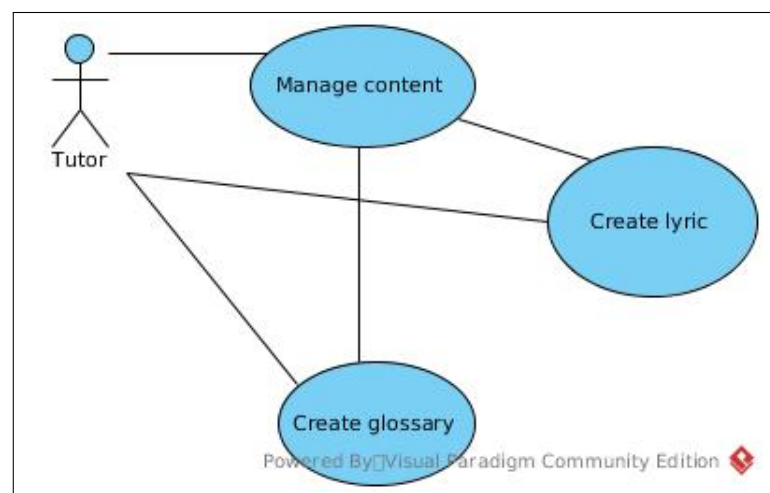 Manage content
Tutor
Create lyric
Create glossary
Powered By Visual Paradigm Community Edition